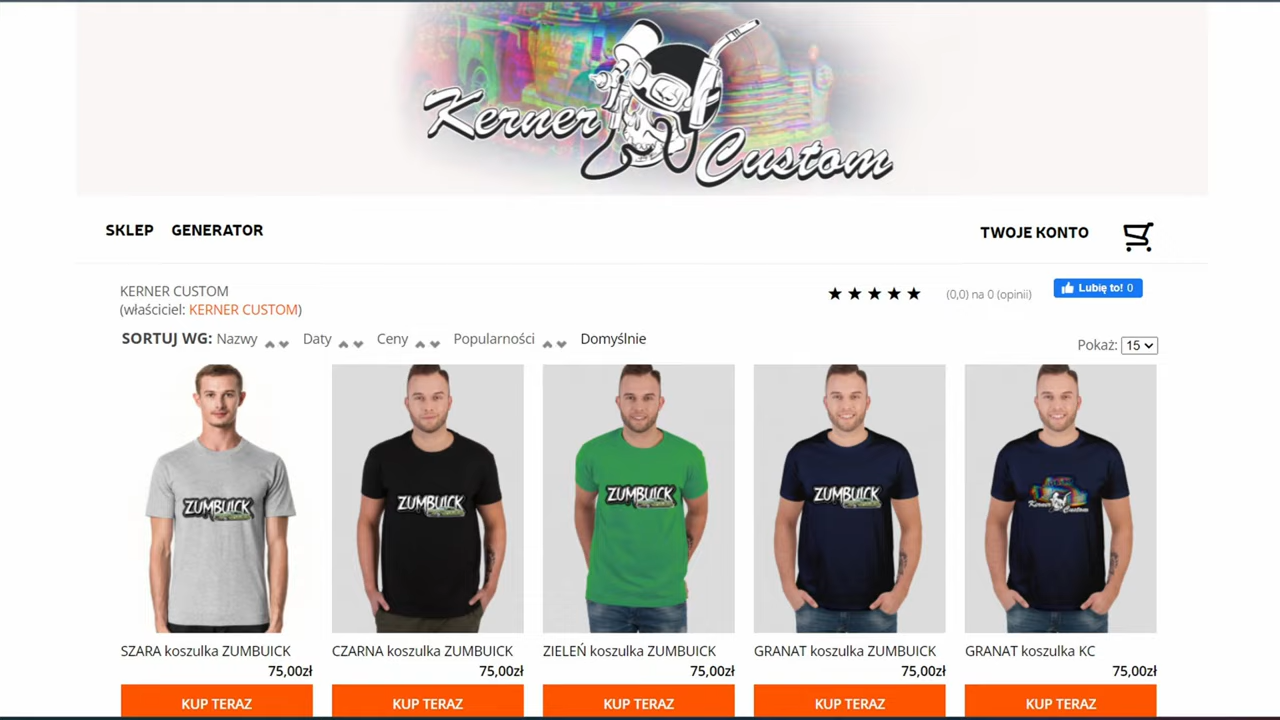 Kerner
Custom
SKLEP GENERATOR
TWOJE KONTO
KERNER CUSTOM
(właściciel: KERNER CUSTOM)
(0,0) na 0 (opinii)
Lubię to! 0
SORTUJ WG: Nazwy Daty Ceny Popularności Domyślnie
Pokaż: 15
ZUMBUICK
ZUMBUICK
ZUMBUICK
ZUMBUICK
Kerner Custom
SZARA koszulka ZUMBUICK
75,00zł
KUP TERAZ
CZARNA koszulka ZUMBUICK
75,00zł
KUP TERAZ
ZIELEŃ koszulka ZUMBUICK
75,00zł
KUP TERAZ
GRANAT koszulka ZUMBUICK
75,00zł
KUP TERAZ
GRANAT koszulka KC
75,00zł
KUP TERAZ